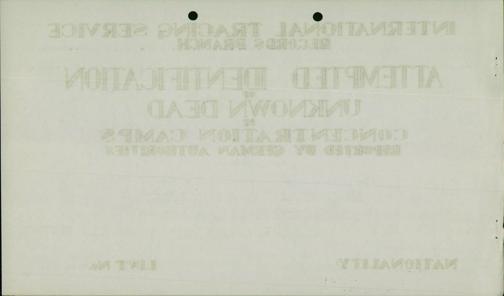 INTERNATIONAL TRACING SERVICE
RECORDS BRANCH
ATTEMPTED IDENTIFICATION
OF
UNKNOWN DEAD
IN
CONCENTRATION CAMPS
REPORTED BY GERMAN AUTHORITIES
NATIONALITY
LIST No.